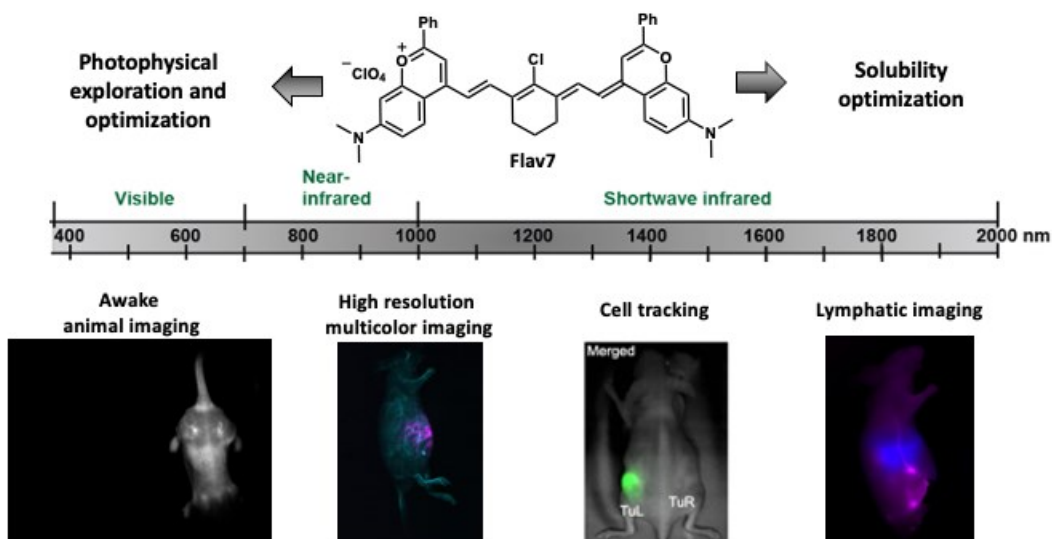 Photophysical
exploration and
optimization
Ph
O
+
−
ClO4
N
Cl
Ph
O
N
Flav7
Solubility
optimization
Visible
Near-
infrared
Shortwave infrared
400 600 800 1000 1200 1400 1600 1800 2000 nm
Awake
animal imaging
High resolution
multicolor imaging
Cell tracking
Lymphatic imaging
Merged
TuL
TuR